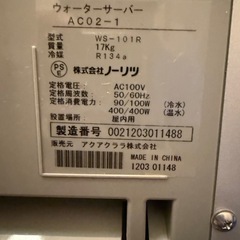 ウォーターサーバー
AC02-1
型式 WS-101R
質量 17Kg
冷媒 R134a
PSE 株式会社ノーリツ
定格電圧 AC100V
定格周波数 50/60Hz
定格消費電力 90/100W (冷水)
400/400W (温水)
設置場所 屋内用
製造番号 0021203011488
販売元 アクアクララ株式会社
MADE IN CHINA
1203 01148